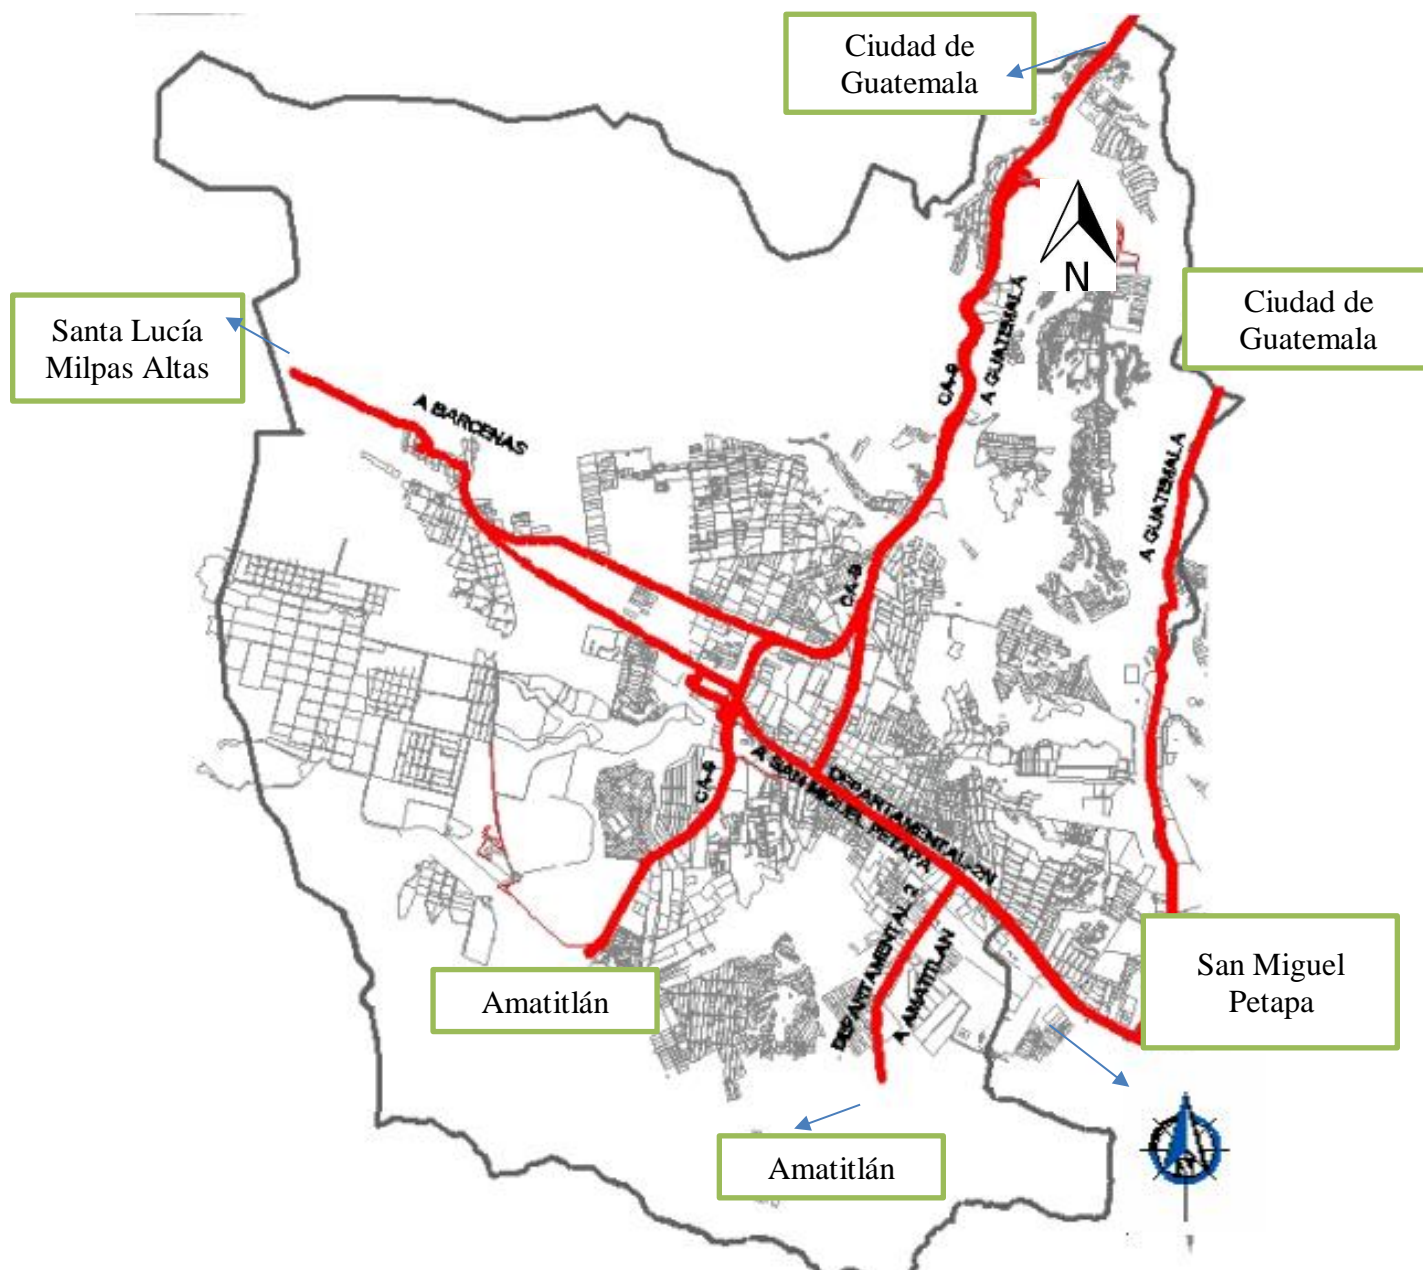 Ciudad de
Guatemala
N
Ciudad de
Guatemala
Santa Lucía
Milpas Altas
A BARCENAS
CA-9
A GUATEMALA
A GUATEMALA
CA-9
CA-9
A SAN MIGUEL PETAPA
DEPARTAMENTAL-2N
DEPARTAMENTAL 2
A AMATITLAN
San Miguel
Petapa
Amatitlán
Amatitlán